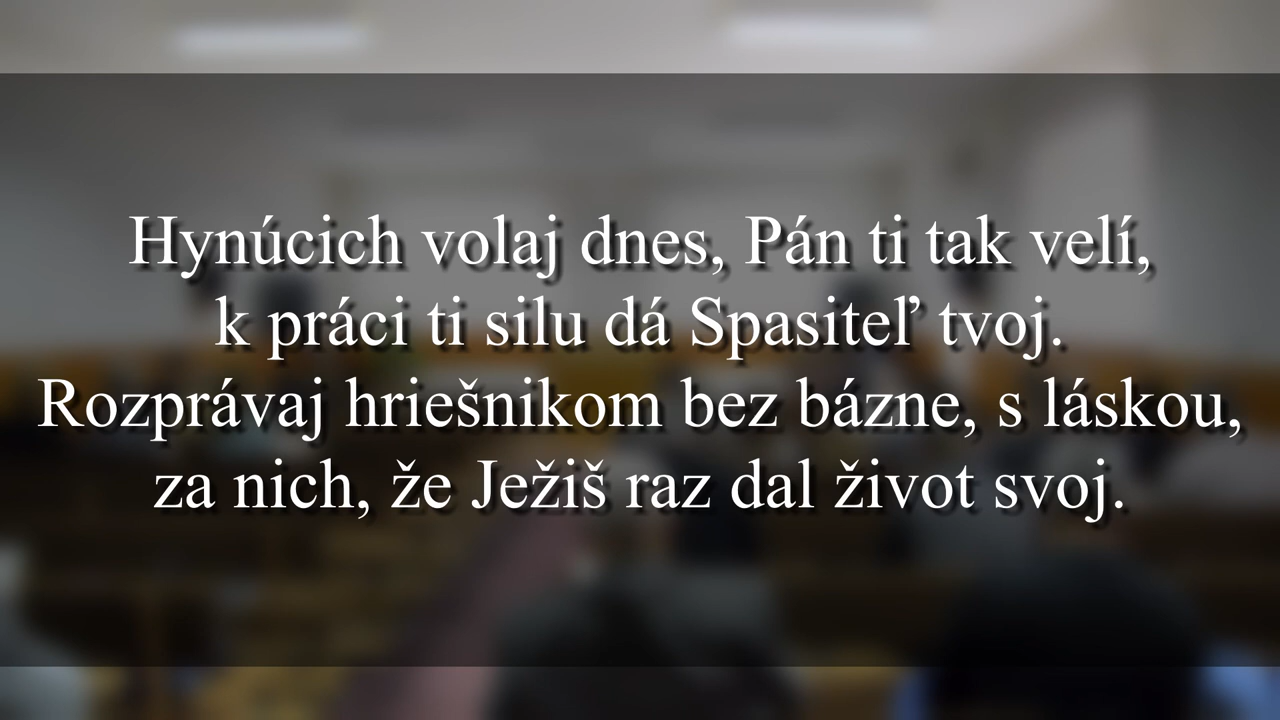 Hynúcich volaj dnes, Pán ti tak velí,
k práci ti silu dá Spasiteľ tvoj.
Rozprávaj hriešnikom bez bázne, s láskou,
za nich, že Ježiš raz dal život svoj.